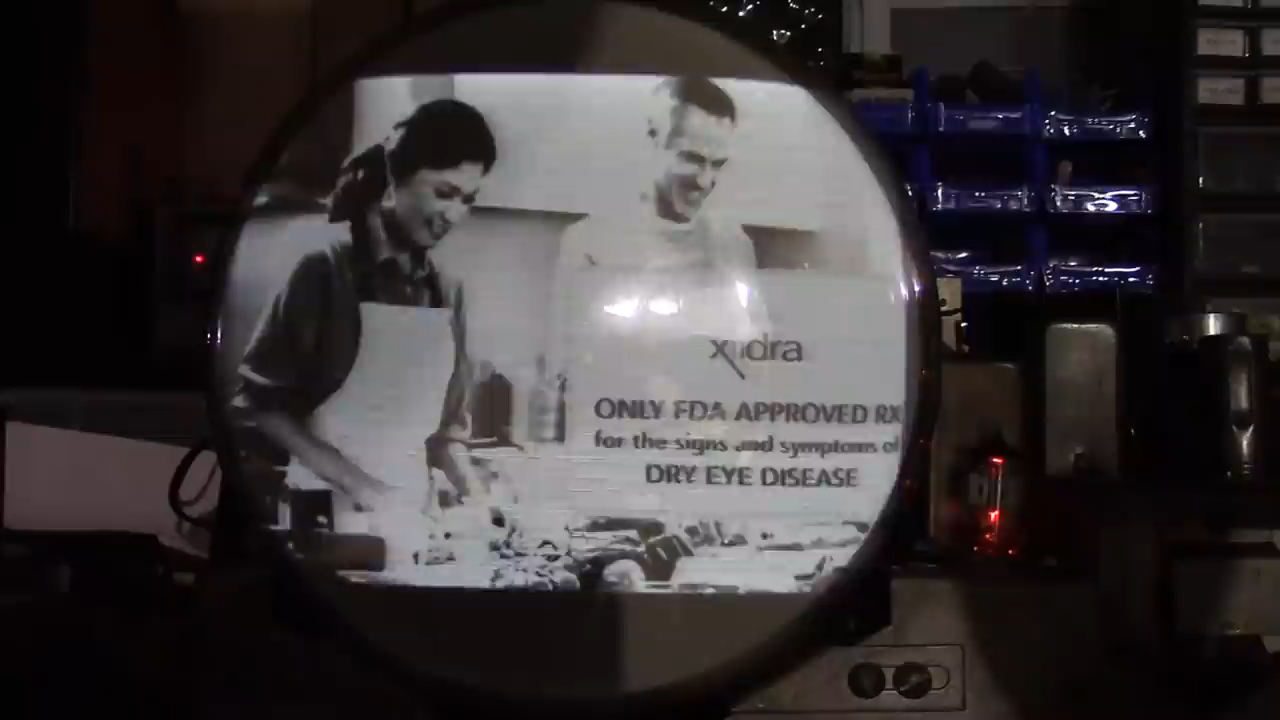 xiidra
ONLY FDA APPROVED RX
for the signs and symptoms of
DRY EYE DISEASE